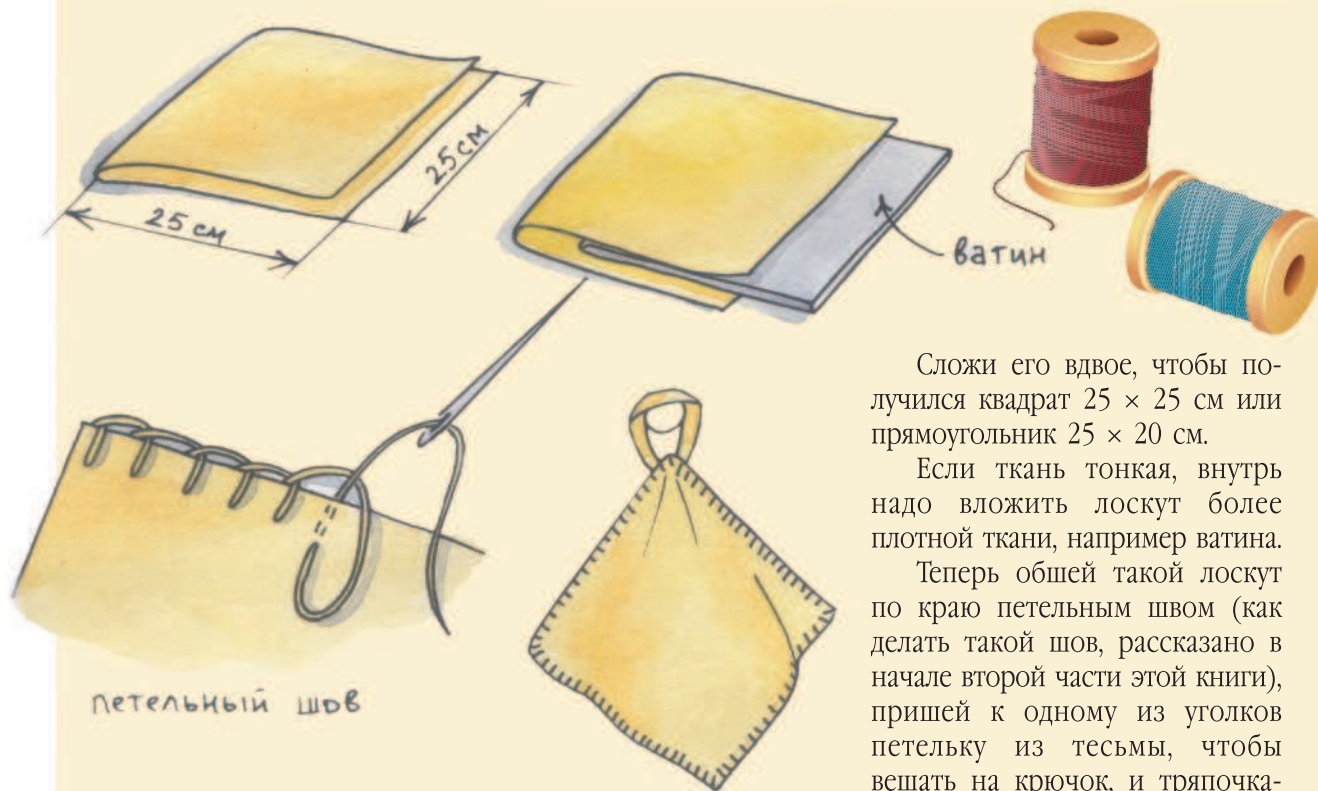 25 см
25 см
ватин
петельный шов
Сложи его вдвое, чтобы по-
лучился квадрат 25 × 25 см или
прямоугольник 25 × 20 см.
Если ткань тонкая, внутрь
надо вложить лоскут более
плотной ткани, например ватина.
Теперь обшей такой лоскут
по краю петельным швом (как
делать такой шов, рассказано в
начале второй части этой книги),
пришей к одному из уголков
петельку из тесьмы, чтобы
вешать на крючок, и тряпочка-